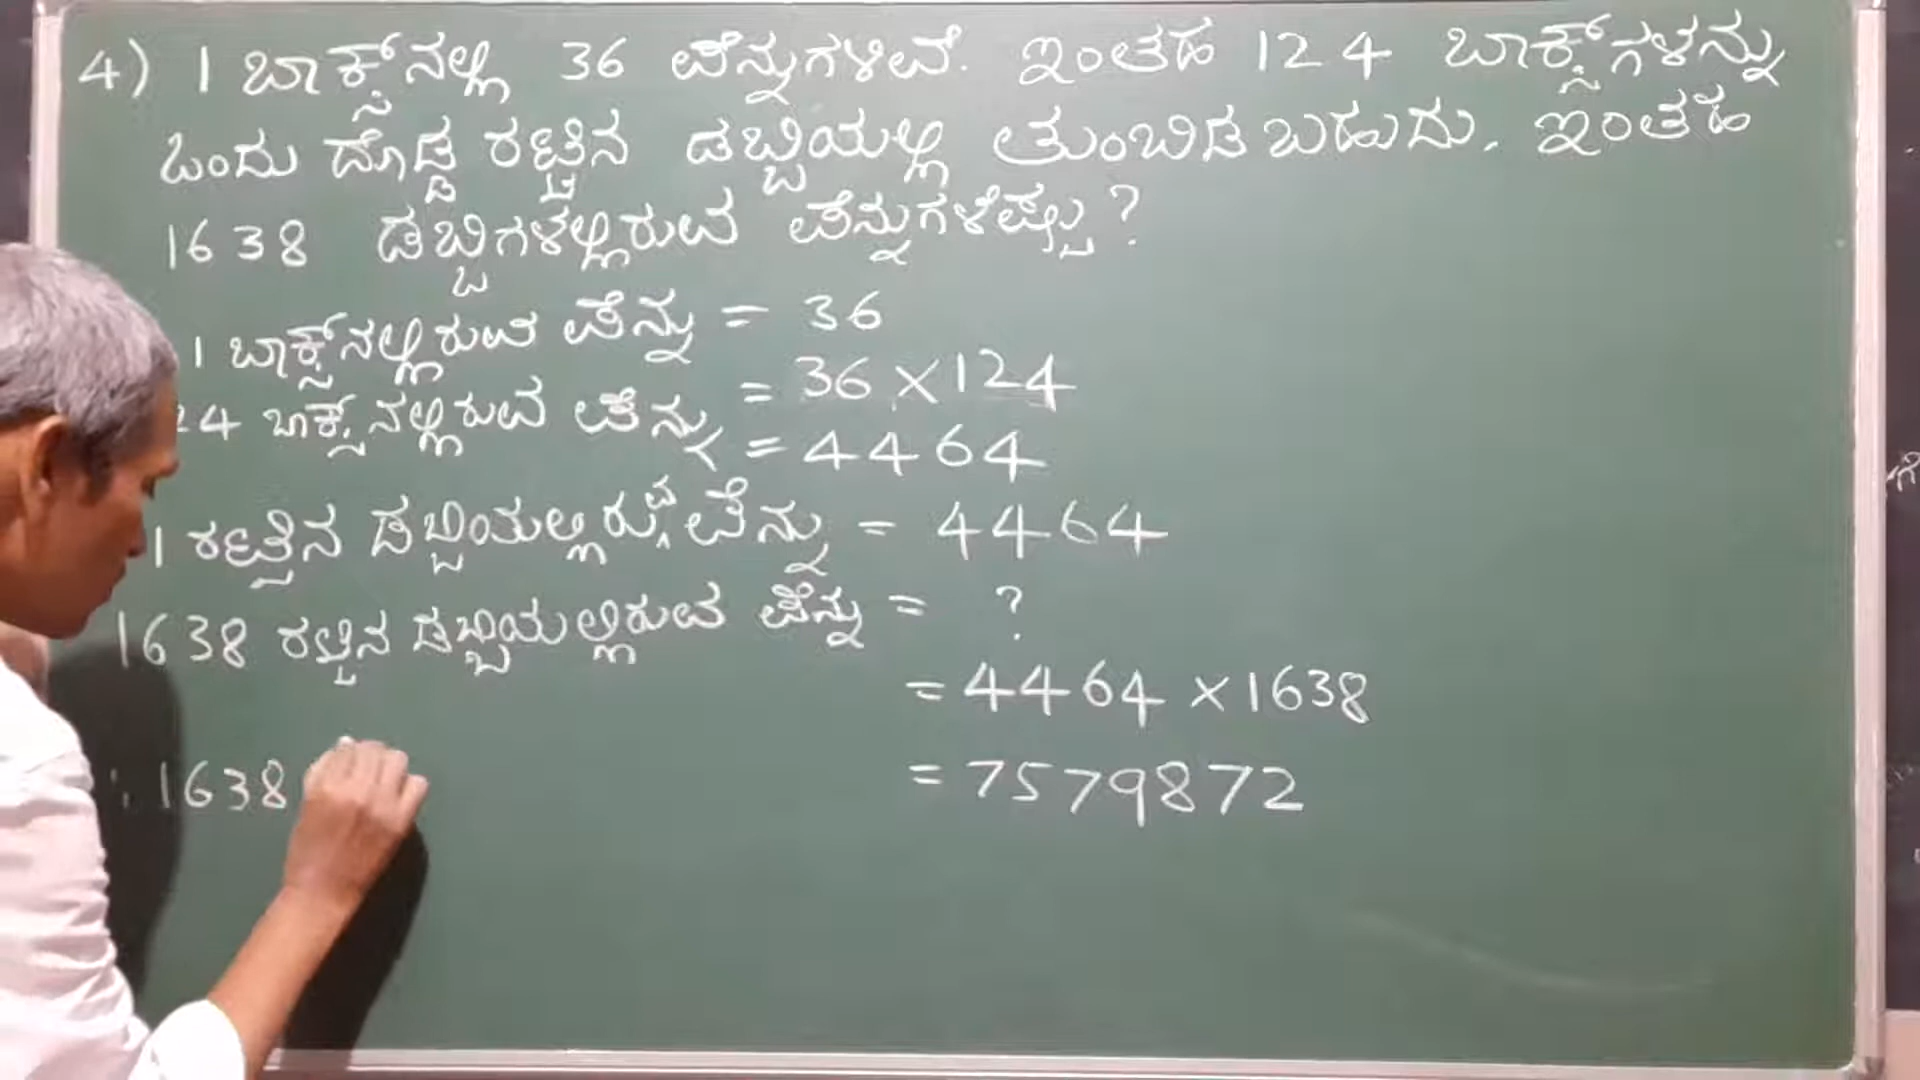 4) 1 ಬಾಕ್ಸ್‌ನಲ್ಲಿ 36 ಪೆನ್ನುಗಳಿವೆ. ಇಂತಹ 124 ಬಾಕ್ಸ್‌ಗಳನ್ನು
ಒಂದು ದೊಡ್ಡ ರಟ್ಟಿನ ಡಬ್ಬಿಯಲ್ಲಿ ತುಂಬಿಡಬಹುದು. ಇಂತಹ
1638 ಡಬ್ಬಿಗಳಲ್ಲಿರುವ ಪೆನ್ನುಗಳೆಷ್ಟು?
1 ಬಾಕ್ಸ್‌ನಲ್ಲಿರುವ ಪೆನ್ನು = 36
24 ಬಾಕ್ಸ್‌ನಲ್ಲಿರುವ ಪೆನ್ನು = 36 × 124
= 4464
1 ರಟ್ಟಿನ ಡಬ್ಬಿಯಲ್ಲಿರುವ ಪೆನ್ನು = 4464
1638 ರಟ್ಟಿನ ಡಬ್ಬಿಯಲ್ಲಿರುವ ಪೆನ್ನು = ?
= 4464 × 1638
: 1638 = 7579872